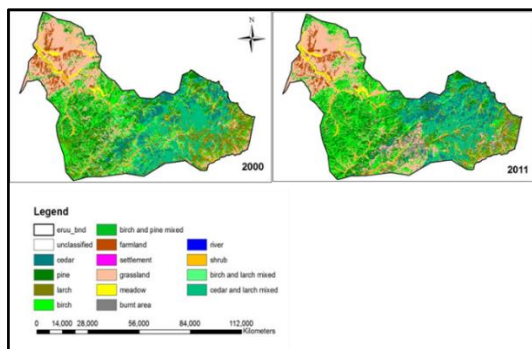 N
2000
2011
Legend
eruu_bnd
unclassified
cedar
pine
larch
birch
birch and pine mixed
farmland
settlement
grassland
meadow
burnt area
river
shrub
birch and larch mixed
cedar and larch mixed
0 14,000 28,000 56,000 84,000 112,000
Kilometers